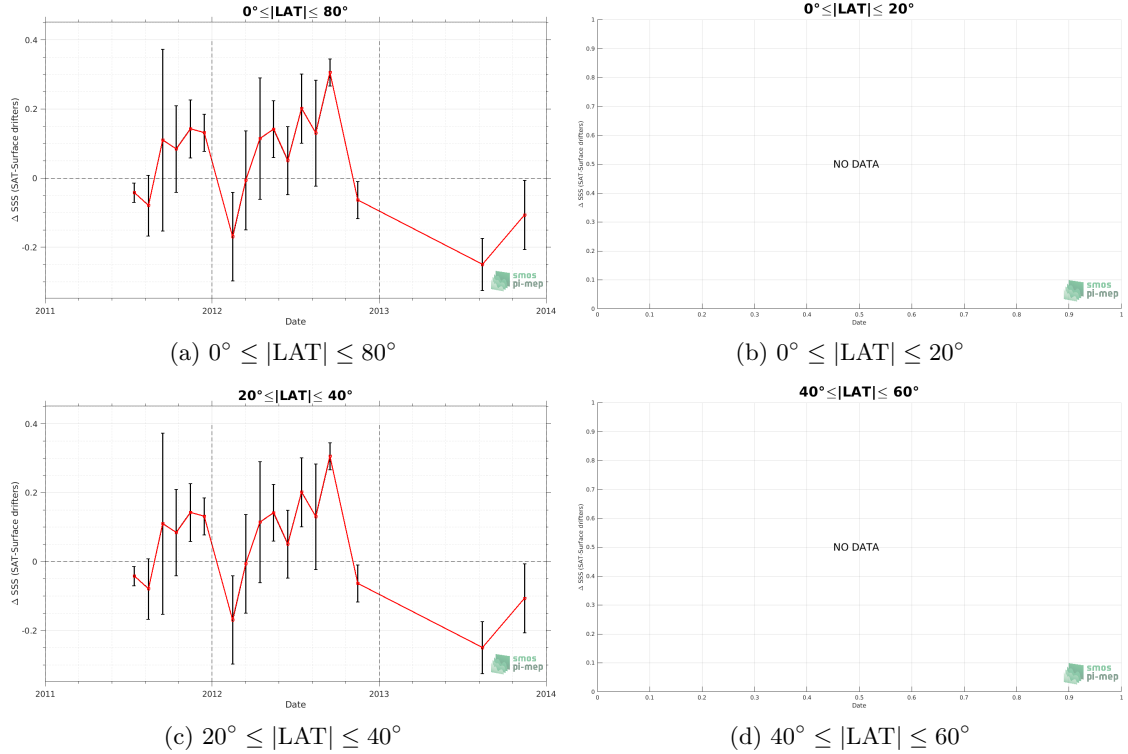 0°≤|LAT|≤ 80°
0.4
0.2
0
-0.2
Δ SSS (SAT-Surface drifters)
2011
2012
2013
2014
Date
smos
pi-mep
(a) 0° ≤ |LAT| ≤ 80°
0°≤|LAT|≤ 20°
1
0.9
0.8
0.7
0.6
0.5
0.4
0.3
0.2
0.1
0
Δ SSS (SAT-Surface drifters)
NO DATA
0
0.1
0.2
0.3
0.4
0.5
0.6
0.7
0.8
0.9
1
Date
smos
pi-mep
(b) 0° ≤ |LAT| ≤ 20°
20°≤|LAT|≤ 40°
0.4
0.2
0
-0.2
Δ SSS (SAT-Surface drifters)
2011
2012
2013
2014
Date
smos
pi-mep
(c) 20° ≤ |LAT| ≤ 40°
40°≤|LAT|≤ 60°
1
0.9
0.8
0.7
0.6
0.5
0.4
0.3
0.2
0.1
0
Δ SSS (SAT-Surface drifters)
NO DATA
0
0.1
0.2
0.3
0.4
0.5
0.6
0.7
0.8
0.9
1
Date
smos
pi-mep
(d) 40° ≤ |LAT| ≤ 60°